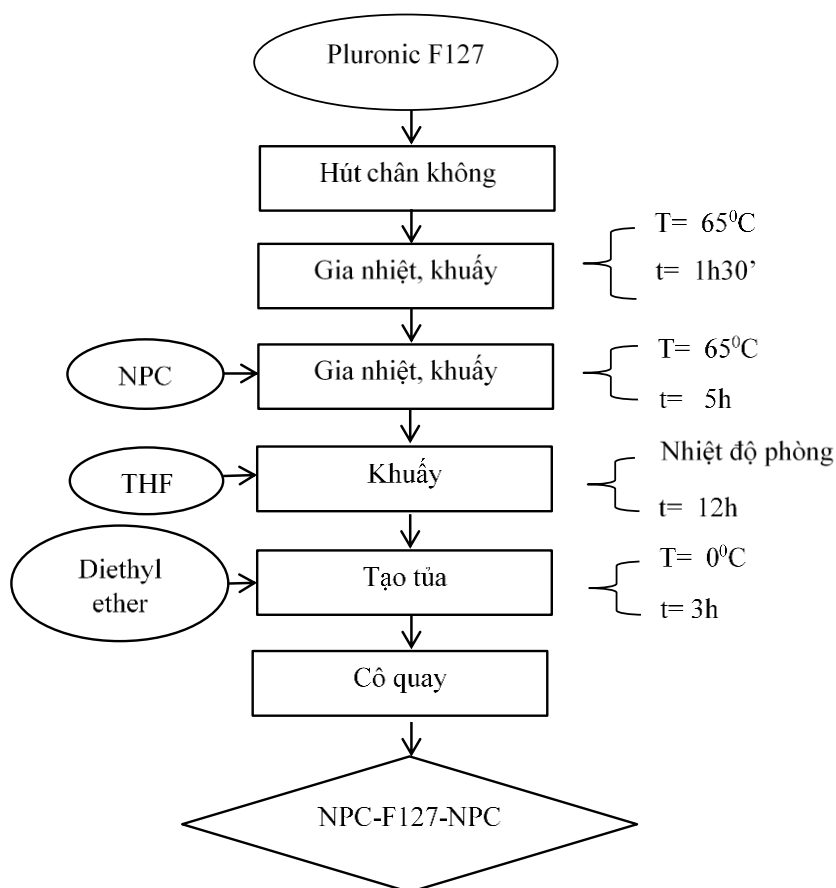 Pluronic F127
Hút chân không
Gia nhiệt, khuấy
T= 65⁰C
t= 1h30’
NPC
Gia nhiệt, khuấy
T= 65⁰C
t= 5h
THF
Khuấy
Nhiệt độ phòng
t= 12h
Diethyl
ether
Tạo tủa
T= 0⁰C
t= 3h
Cô quay
NPC-F127-NPC